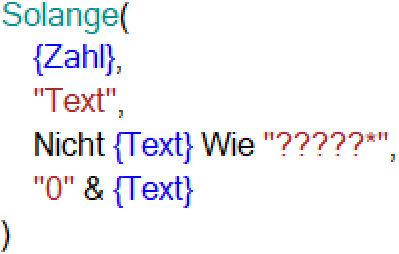 Solange(
{Zahl},
"Text",
Nicht {Text} Wie "?????*",
"0" & {Text}
)